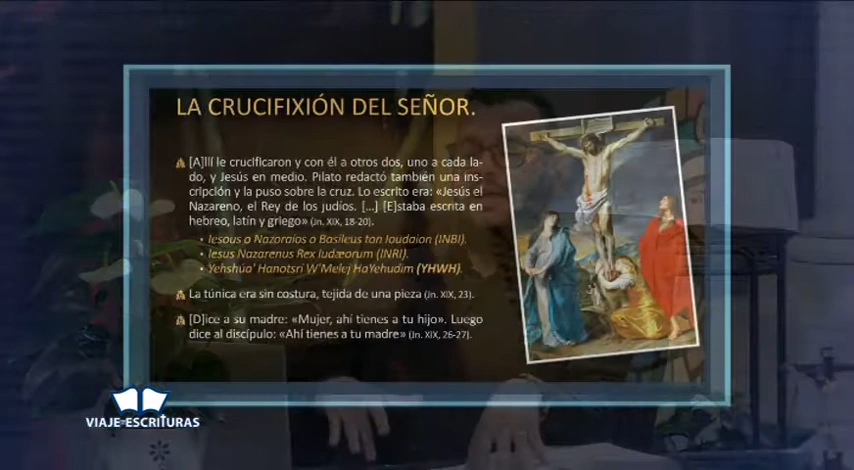 LA CRUCIFIXIÓN DEL SEÑOR.
[A]llí le crucificaron y con él a otros dos, uno a cada la-
do, y Jesús en medio. Pilato redactó también una ins-
cripción y la puso sobre la cruz. Lo escrito era: «Jesús el
Nazareno, el Rey de los judíos. [...] [E]staba escrita en
hebreo, latín y griego» (Jn. XIX, 18-20).
• Iesous o Nazoraios o Basileus ton Ioudaion (INBI).
• Iesus Nazarenus Rex Iudæorum (INRI).
• Yehshúa' Hanotsri W'Melej HaYehudim (YHWH).
La túnica era sin costura, tejida de una pieza (Jn. XIX, 23).
[D]ice a su madre: «Mujer, ahí tienes a tu hijo». Luego
dice al discípulo: «Ahí tienes a tu madre» (Jn. XIX, 26-27).
VIAJE ESCRITURAS